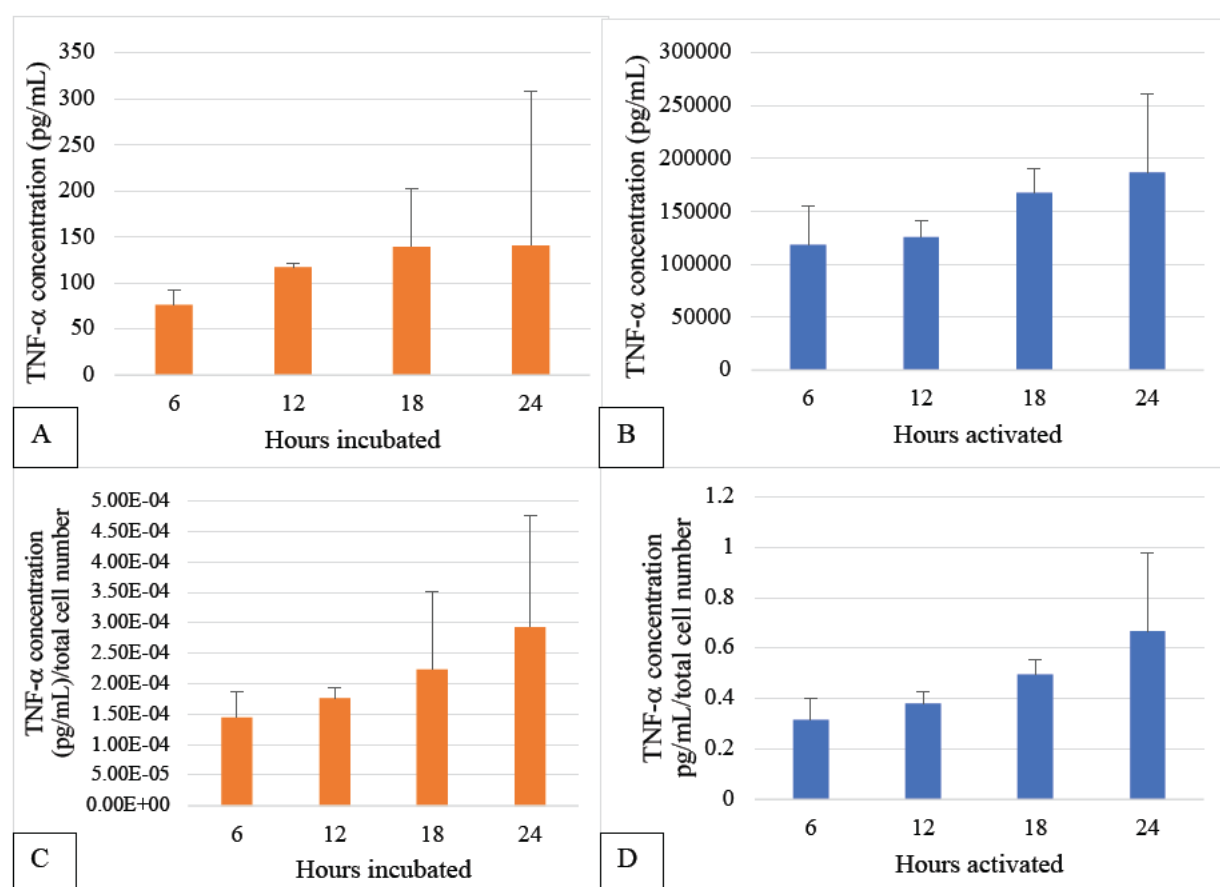 TNF-α concentration (pg/mL)
350
300
250
200
150
100
50
0
6 12 18 24
Hours incubated
A
TNF-α concentration (pg/mL)
300000
250000
200000
150000
100000
50000
0
6 12 18 24
Hours activated
B
TNF-α concentration
(pg/mL)/total cell number
5.00E-04
4.50E-04
4.00E-04
3.50E-04
3.00E-04
2.50E-04
2.00E-04
1.50E-04
1.00E-04
5.00E-05
0.00E+00
6 12 18 24
Hours incubated
C
TNF-α concentration
pg/mL/total cell number
1.2
1
0.8
0.6
0.4
0.2
0
6 12 18 24
Hours activated
D